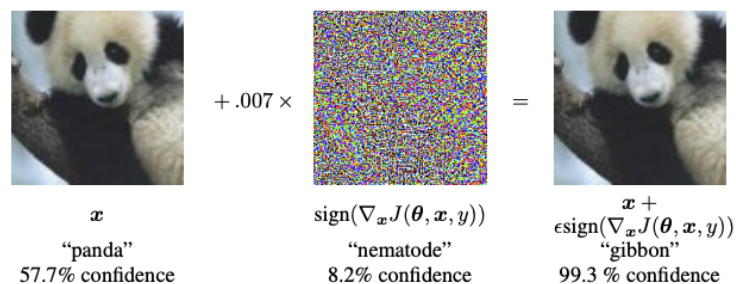 + .007 ×
=
x
sign(∇ₓJ(θ, x, y))
x +
ϵsign(∇ₓJ(θ, x, y))
“panda”
“nematode”
“gibbon”
57.7% confidence
8.2% confidence
99.3 % confidence